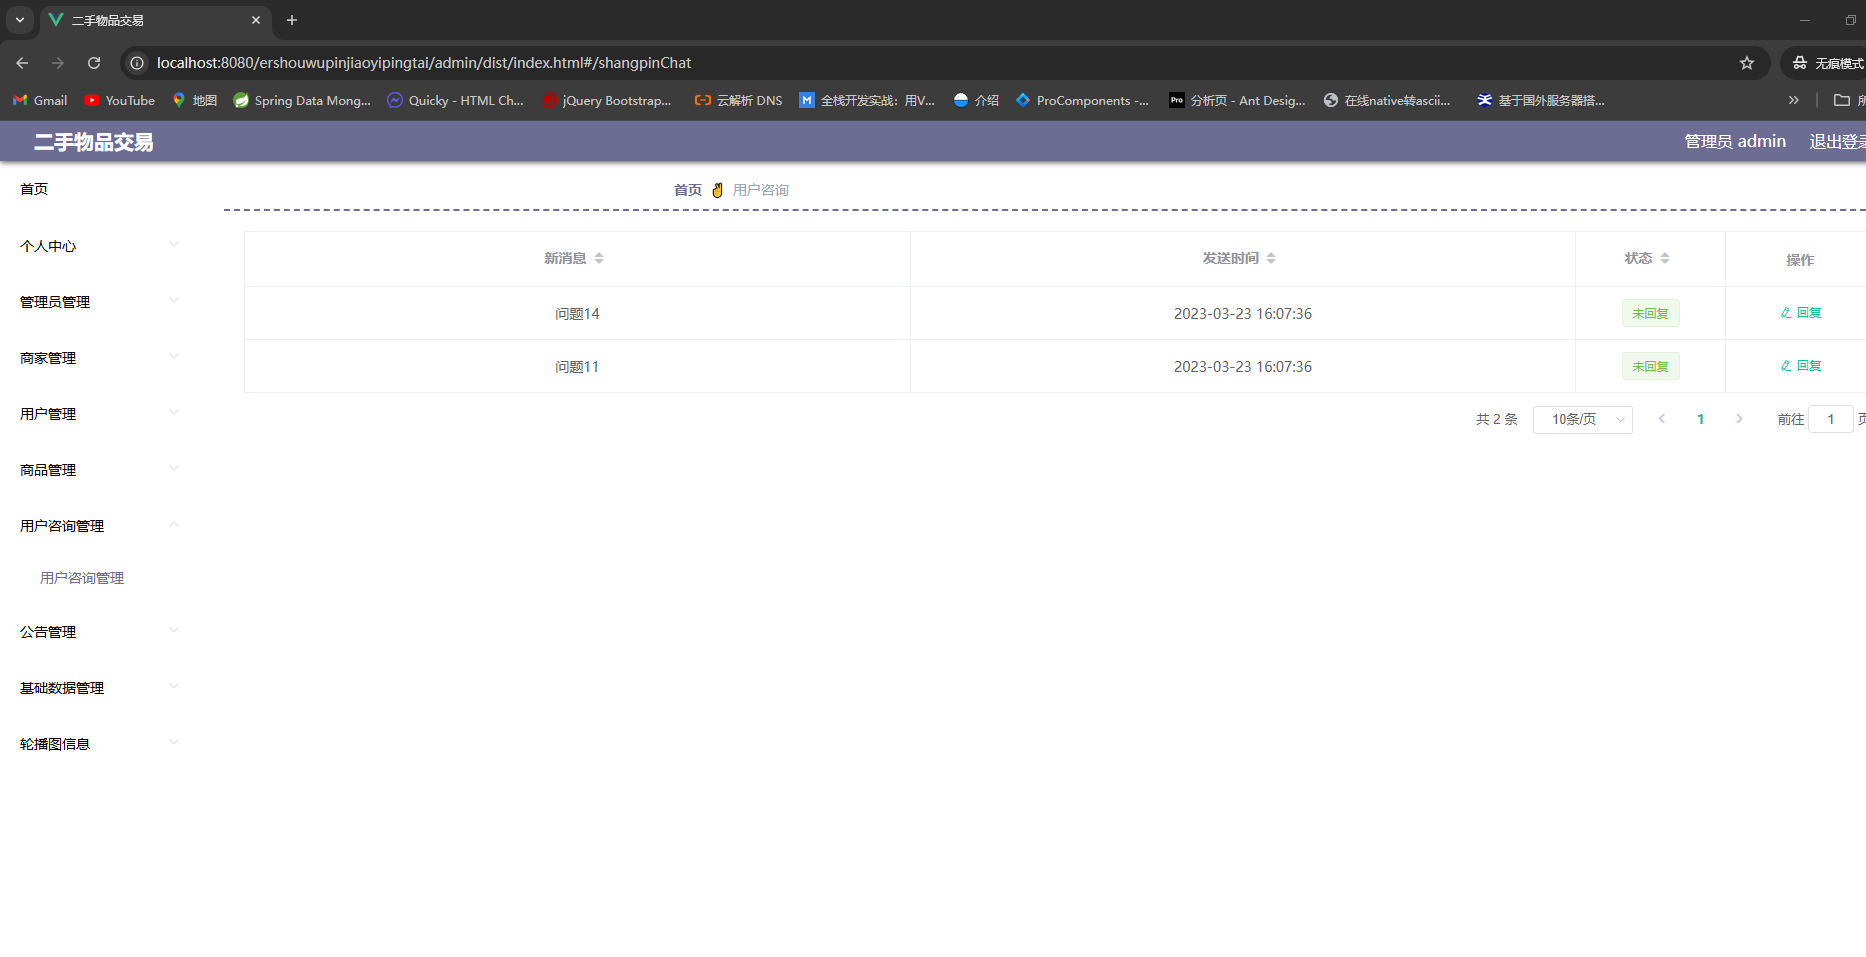 二手物品交易
localhost:8080/ershouwupinjiaoyipingtai/admin/dist/index.html#/shangpinChat
无痕模式
Gmail YouTube 地图 Spring Data Mong... Quicky - HTML Ch... jQuery Bootstrap... 云解析 DNS 全栈开发实战：用V... 介绍 ProComponents -... 分析页 - Ant Desig... 在线native转ascii... 基于国外服务器搭...
二手物品交易
管理员 admin 退出登录
首页
首页 用户咨询
个人中心
管理员管理
商家管理
用户管理
商品管理
用户咨询管理
用户咨询管理
公告管理
基础数据管理
轮播图信息
新消息 发送时间 状态 操作
问题14 2023-03-23 16:07:36 未回复 回复
问题11 2023-03-23 16:07:36 未回复 回复
共 2 条 10条/页 1 前往 1 页